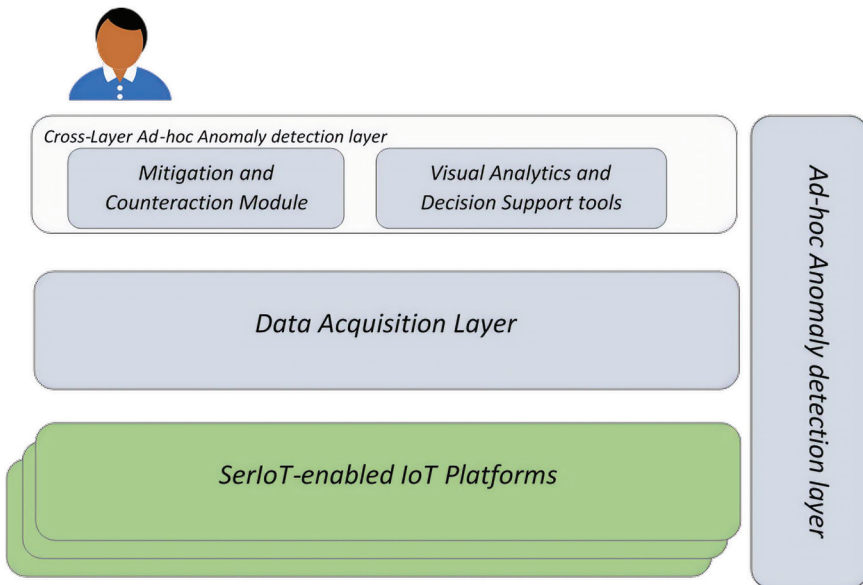 Cross-Layer Ad-hoc Anomaly detection layer
Mitigation and
Counteraction Module
Visual Analytics and
Decision Support tools
Data Acquisition Layer
SerIoT-enabled IoT Platforms
Ad-hoc Anomaly detection layer